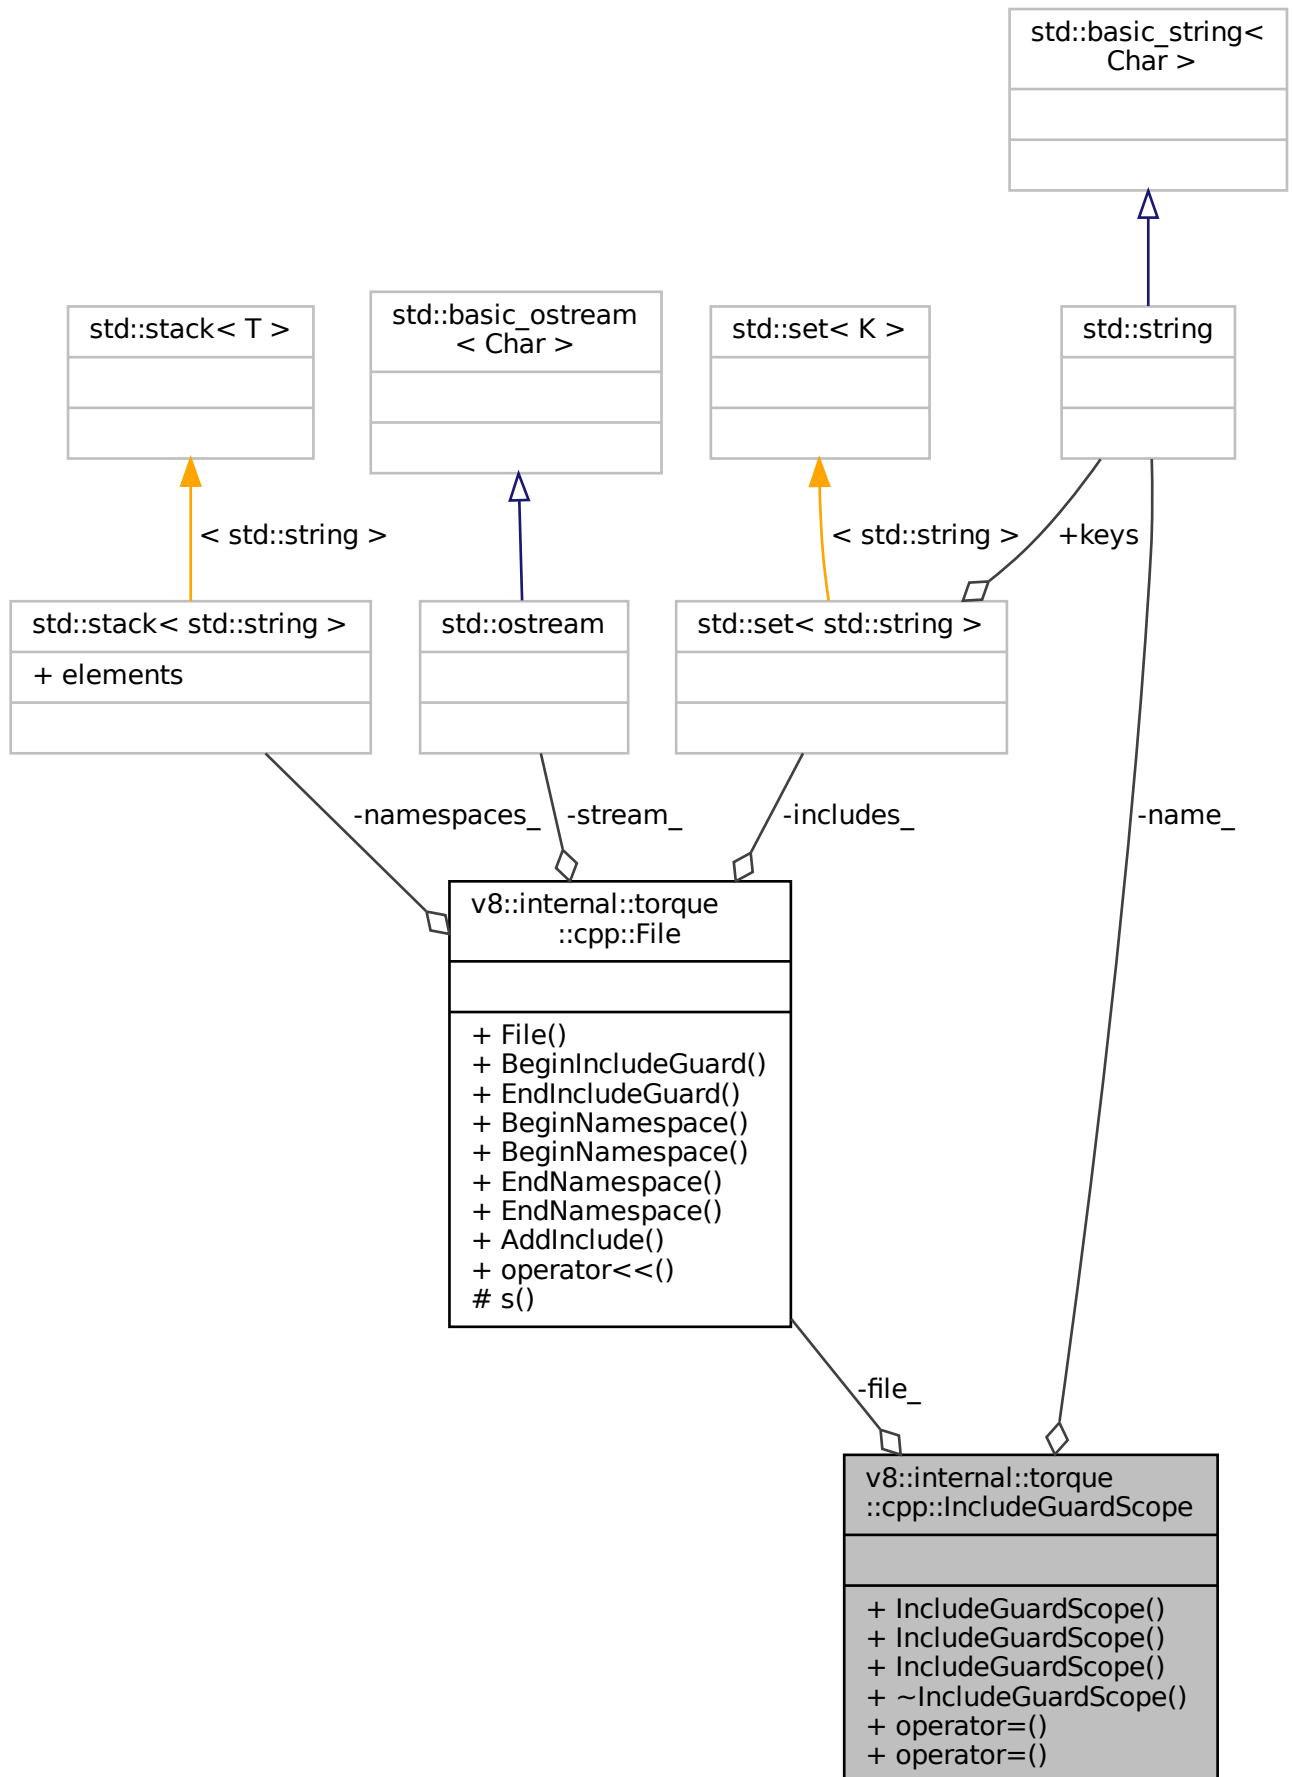 std::basic_string<
Char >
std::stack< T >
std::basic_ostream
< Char >
std::set< K >
std::string
< std::string >
< std::string >
+keys
std::stack< std::string >
+ elements
std::ostream
std::set< std::string >
-namespaces_
-stream_
-includes_
-name_
v8::internal::torque
::cpp::File
+ File()
+ BeginIncludeGuard()
+ EndIncludeGuard()
+ BeginNamespace()
+ BeginNamespace()
+ EndNamespace()
+ EndNamespace()
+ AddInclude()
+ operator<<()
# s()
-file_
v8::internal::torque
::cpp::IncludeGuardScope
+ IncludeGuardScope()
+ IncludeGuardScope()
+ IncludeGuardScope()
+ ~IncludeGuardScope()
+ operator=()
+ operator=()